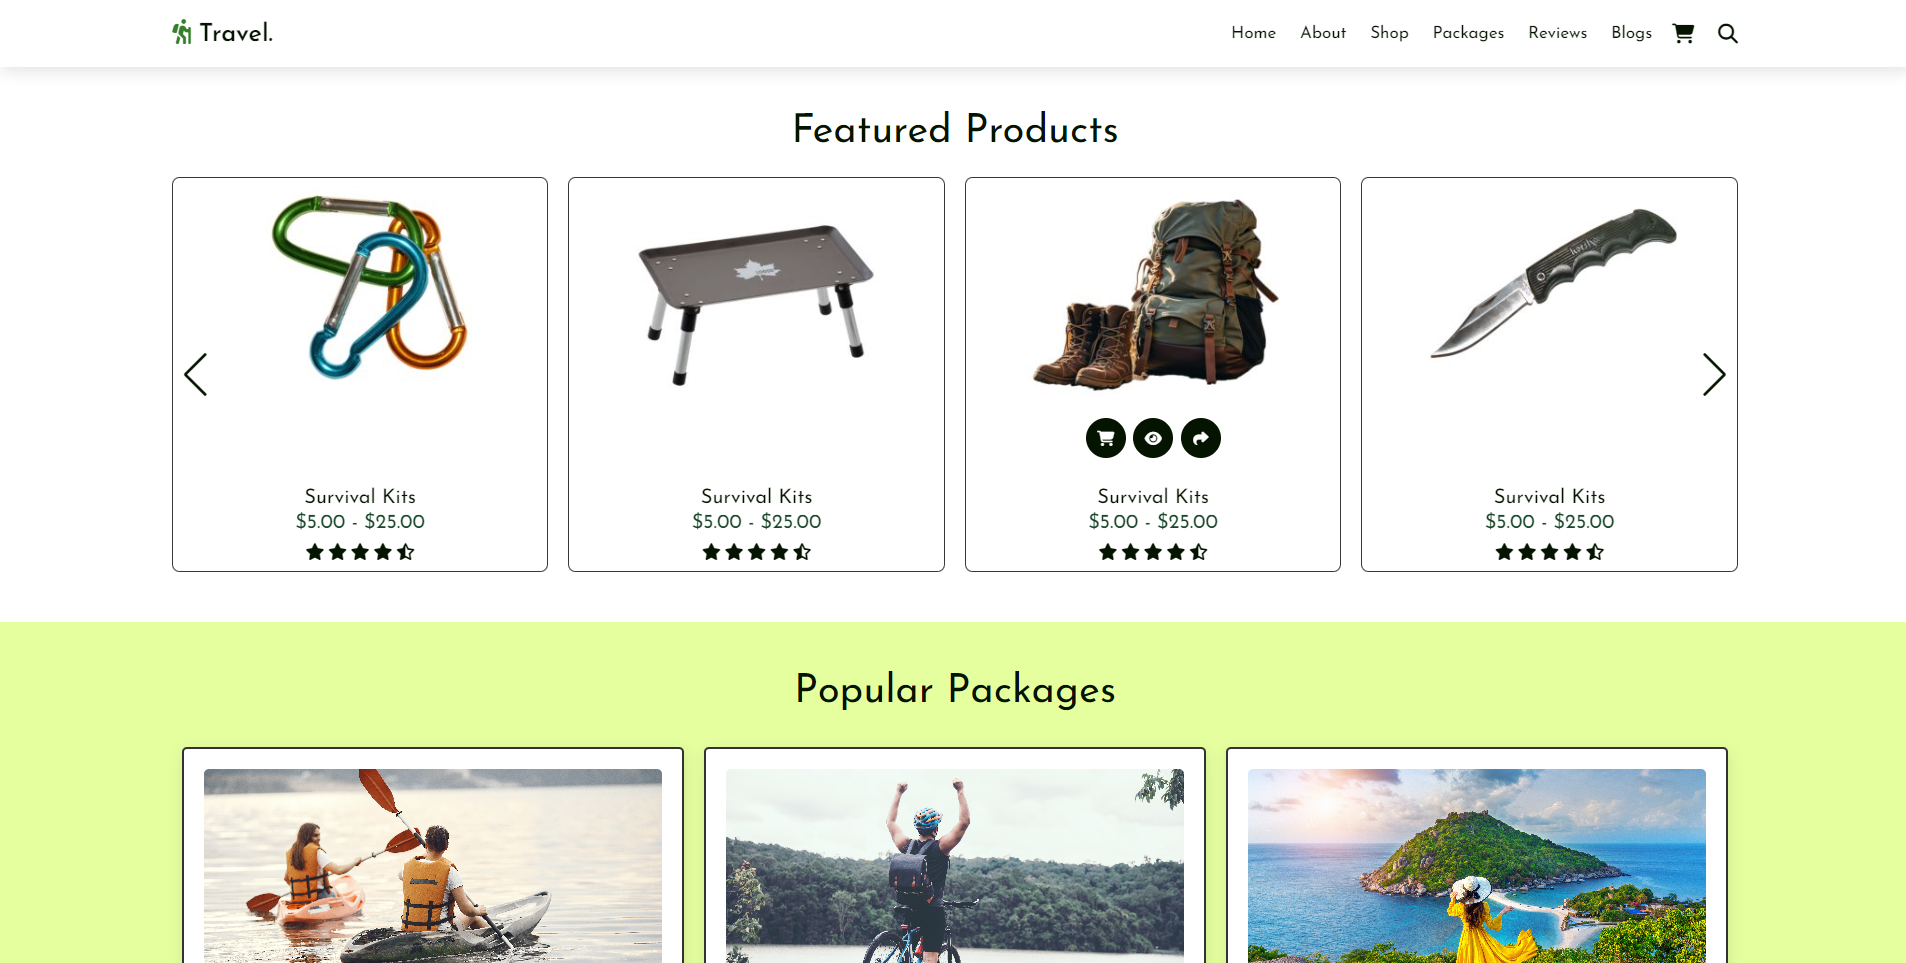 Travel.
Home About Shop Packages Reviews Blogs
Featured Products
Survival Kits
$5.00 - $25.00
Survival Kits
$5.00 - $25.00
Survival Kits
$5.00 - $25.00
Survival Kits
$5.00 - $25.00
Popular Packages